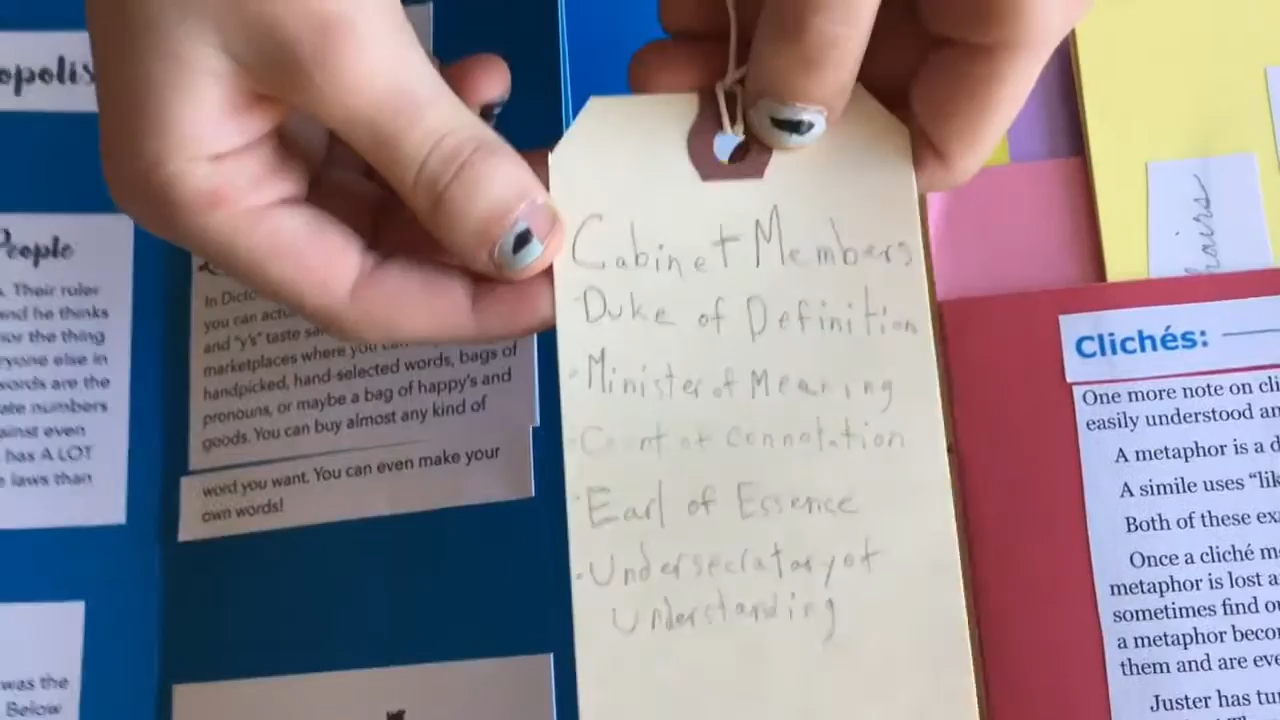 opolis
People
. Their ruler
and he thinks
for the thing
ryone else in
words are the
ate numbers
ainst even
has A LOT
e laws than
was the
Below
In Dicto
you can actu
and "y's" taste sa
marketplaces where you
handpicked, hand-selected words, bags of
pronouns, or maybe a bag of happy's and
goods. You can buy almost any kind of
word you want. You can even make your
own words!
Cabinet Members
·Duke of Definition
·Minister of Meaning
·Count of Connotation
·Earl of Essence
·Undersecratary of
Understanding
hairs
Clichés:
One more note on cli
easily understood an
A metaphor is a d
A simile uses "lik
Both of these ex
Once a cliché m
metaphor is lost a
sometimes find o
a metaphor becom
them and are eve
Juster has tur